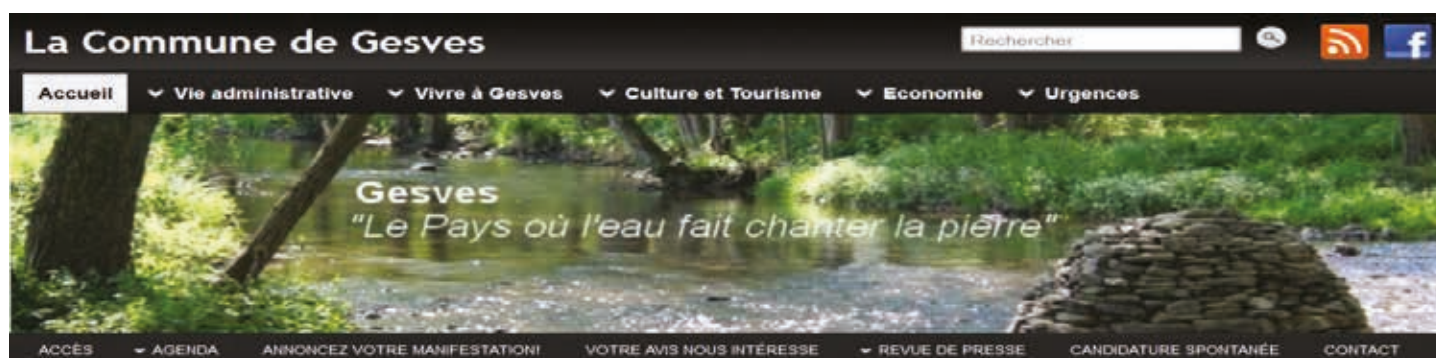 La Commune de Gesves
Rechercher
f
Accueil Vie administrative Vivre à Gesves Culture et Tourisme Economie Urgences
Gesves
"Le Pays où l'eau fait chanter la pierre"
ACCÈS AGENDA ANNONCEZ VOTRE MANIFESTATION! VOTRE AVIS NOUS INTÉRESSE REVUE DE PRESSE CANDIDATURE SPONTANÉE CONTACT